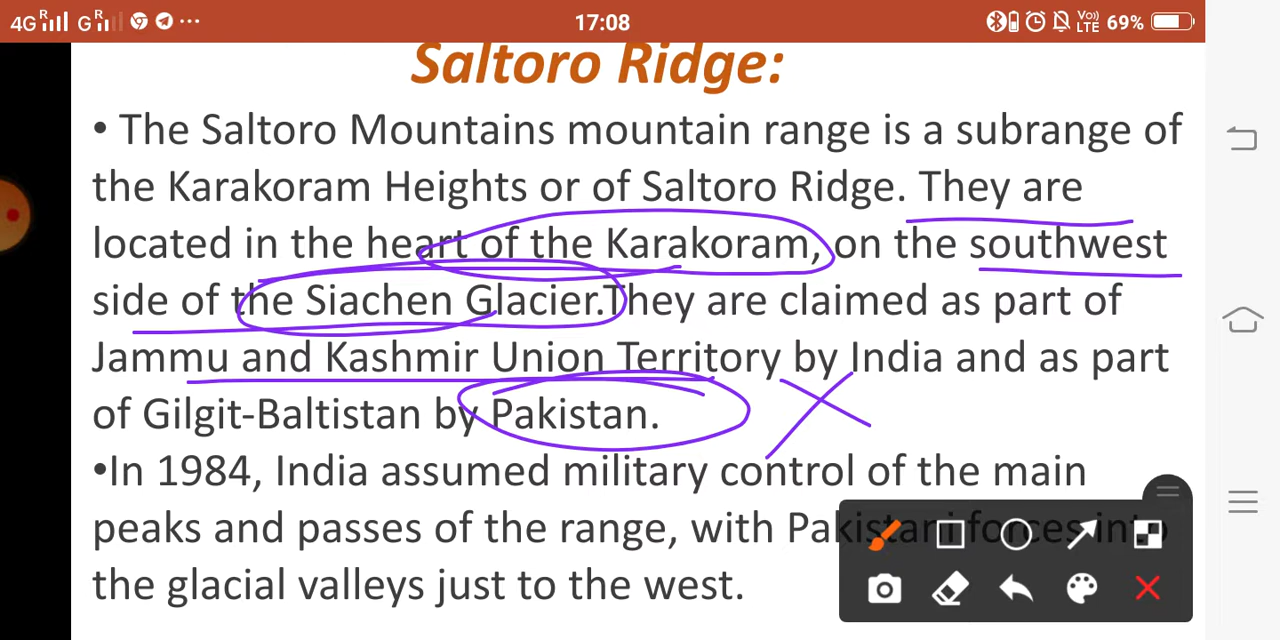 4G R G R 17:08 Vo) LTE 69%
Saltoro Ridge:
• The Saltoro Mountains mountain range is a subrange of
the Karakoram Heights or of Saltoro Ridge. They are
located in the heart of the Karakoram, on the southwest
side of the Siachen Glacier.They are claimed as part of
Jammu and Kashmir Union Territory by India and as part
of Gilgit-Baltistan by Pakistan.
•In 1984, India assumed military control of the main
peaks and passes of the range, with Pakistani forces into
the glacial valleys just to the west.